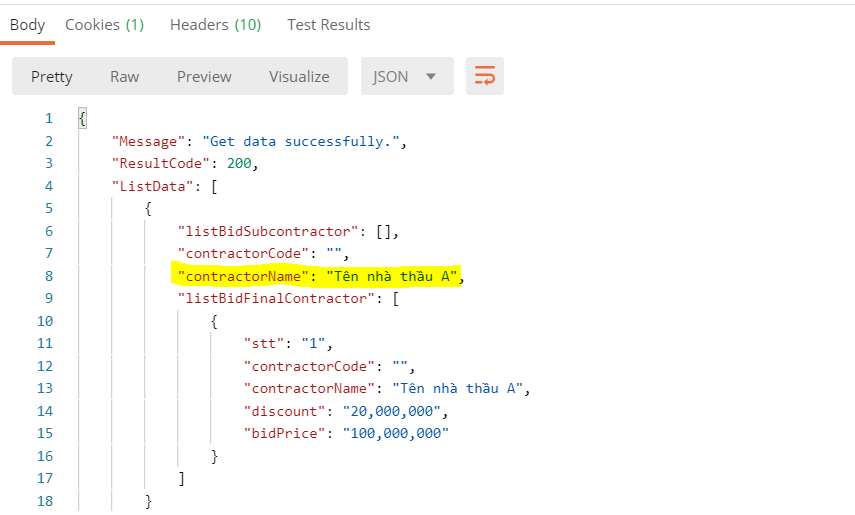 Body Cookies (1) Headers (10) Test Results
Pretty Raw Preview Visualize JSON
1 {
2 "Message": "Get data successfully.",
3 "ResultCode": 200,
4 "ListData": [
5 {
6 "listBidSubcontractor": [],
7 "contractorCode": "",
8 "contractorName": "Tên nhà thầu A",
9 "listBidFinalContractor": [
10 {
11 "stt": "1",
12 "contractorCode": "",
13 "contractorName": "Tên nhà thầu A",
14 "discount": "20,000,000",
15 "bidPrice": "100,000,000"
16 }
17 ]
18 }